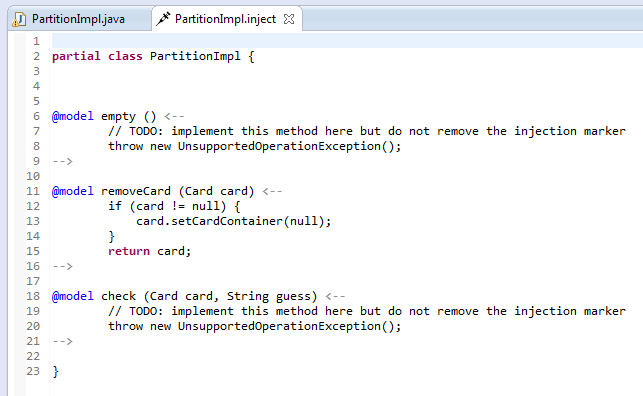 PartitionImpl.java PartitionImpl.inject
1
2 partial class PartitionImpl {
3
4
5
6 @model empty () <--
7 // TODO: implement this method here but do not remove the injection marker
8 throw new UnsupportedOperationException();
9 -->
10
11 @model removeCard (Card card) <--
12 if (card != null) {
13 card.setCardContainer(null);
14 }
15 return card;
16 -->
17
18 @model check (Card card, String guess) <--
19 // TODO: implement this method here but do not remove the injection marker
20 throw new UnsupportedOperationException();
21 -->
22
23 }